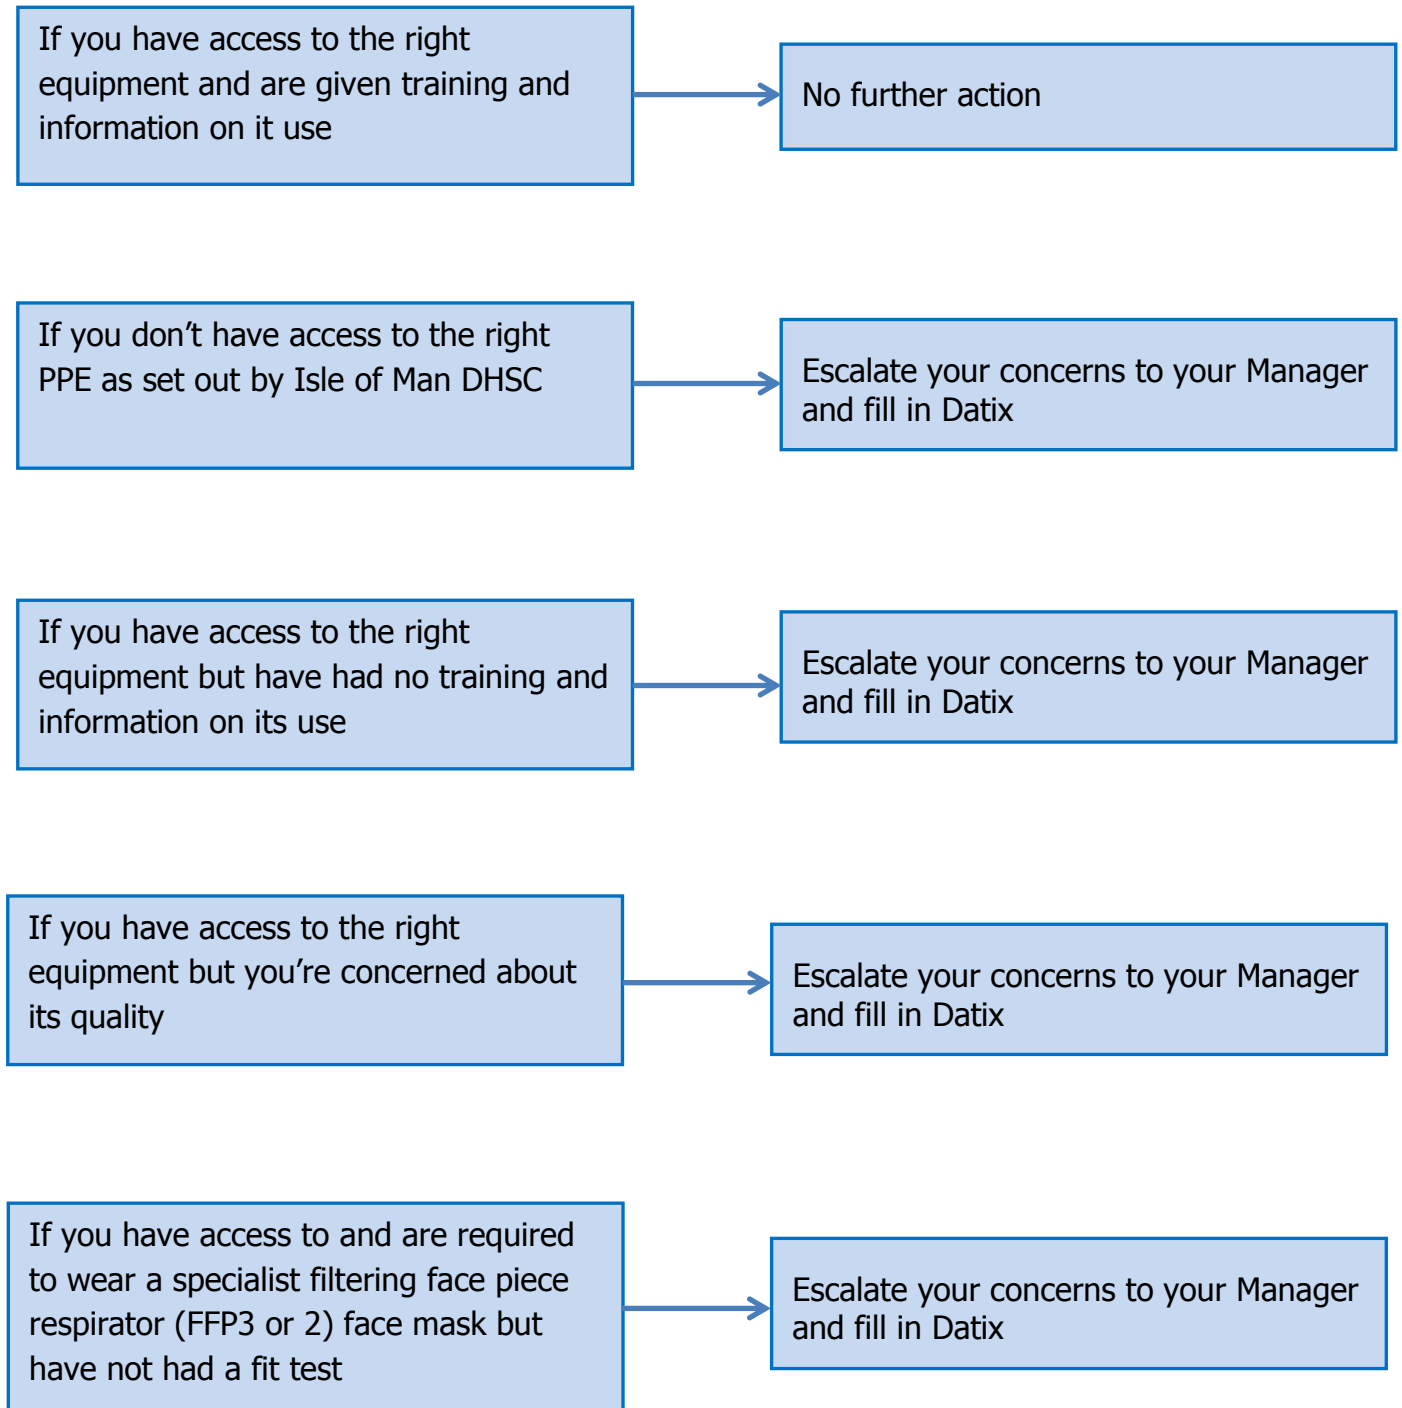 If you have access to the right
equipment and are given training and
information on it use
No further action
If you don’t have access to the right
PPE as set out by Isle of Man DHSC
Escalate your concerns to your Manager
and fill in Datix
If you have access to the right
equipment but have had no training and
information on its use
Escalate your concerns to your Manager
and fill in Datix
If you have access to the right
equipment but you’re concerned about
its quality
Escalate your concerns to your Manager
and fill in Datix
If you have access to and are required
to wear a specialist filtering face piece
respirator (FFP3 or 2) face mask but
have not had a fit test
Escalate your concerns to your Manager
and fill in Datix